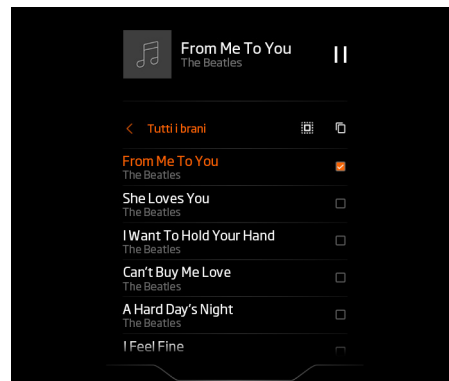 From Me To You
The Beatles
Tutti i brani
From Me To You
The Beatles
She Loves You
The Beatles
I Want To Hold Your Hand
The Beatles
Can't Buy Me Love
The Beatles
A Hard Day's Night
The Beatles
I Feel Fine